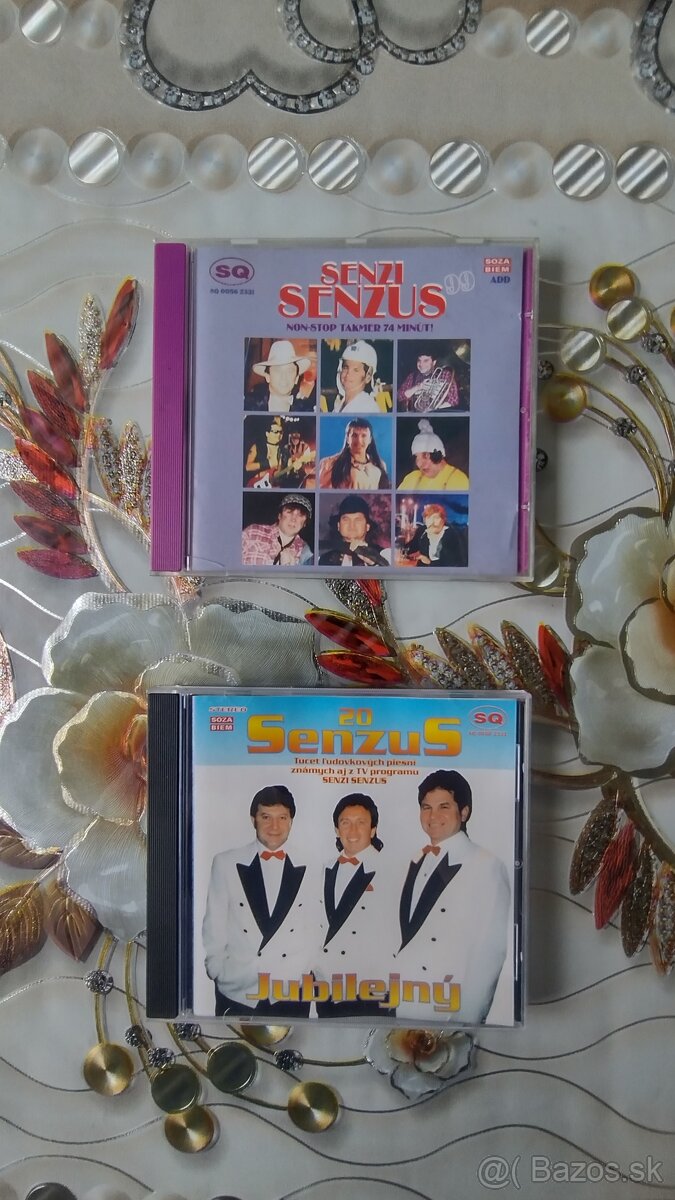 SQ
SENZI
SENZUS 99
NON-STOP TAKMER 74 MINÚT!
SOZA
BIEM
ADD
STEREO
SOZA
BIEM
20
SenzuS
SQ
Tucet ľudovkových piesní
známych aj z TV programu
SENZI SENZUS
Jubilejný
@( Bazos.sk